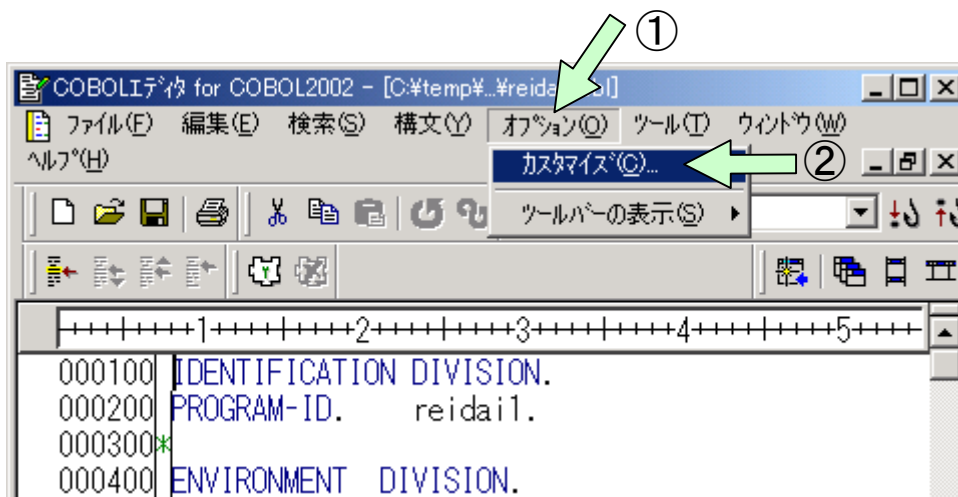 ①
COBOLｴﾃﾞｨﾀ for COBOL2002 - [C:¥temp¥...¥reida ol]
ﾌｧｲﾙ(F) 編集(E) 検索(S) 構文(Y) ｵﾌﾟｼｮﾝ(O) ﾂｰﾙ(T) ｳｨﾝﾄﾞｳ(W)
ﾍﾙﾌﾟ(H)
ｶｽﾀﾏｲｽﾞ(C)... ②
ﾂｰﾙﾊﾞｰの表示(S)
1 2 3 4 5
000100 IDENTIFICATION DIVISION.
000200 PROGRAM-ID. reidai1.
000300*
000400 ENVIRONMENT DIVISION.